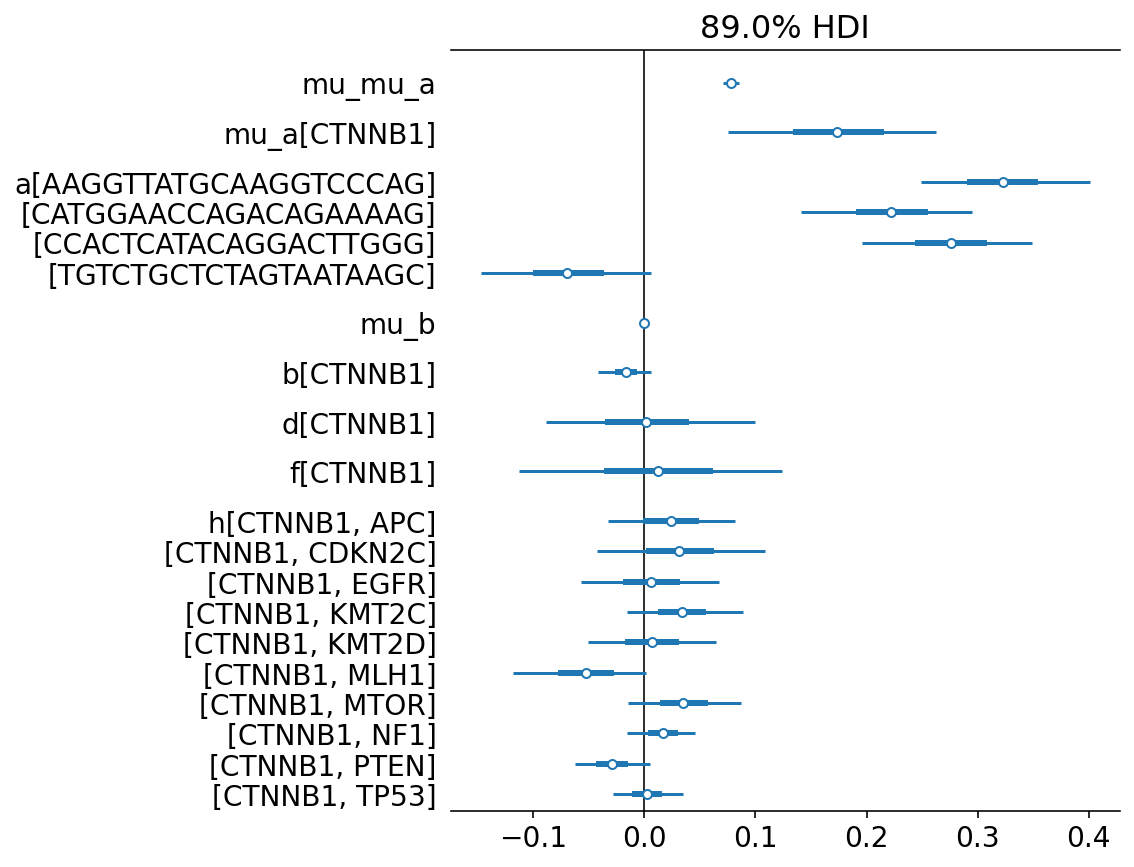 89.0% HDI
mu_mu_a
mu_a[CTNNB1]
a[AAGGTTATGCAAGGTCCCAG]
[CATGGAACCAGACAGAAAAG]
[CCACTCATACAGGACTTGGG]
[TGTCTGCTCTAGTAATAAGC]
mu_b
b[CTNNB1]
d[CTNNB1]
f[CTNNB1]
h[CTNNB1, APC]
[CTNNB1, CDKN2C]
[CTNNB1, EGFR]
[CTNNB1, KMT2C]
[CTNNB1, KMT2D]
[CTNNB1, MLH1]
[CTNNB1, MTOR]
[CTNNB1, NF1]
[CTNNB1, PTEN]
[CTNNB1, TP53]
−0.1 0.0 0.1 0.2 0.3 0.4